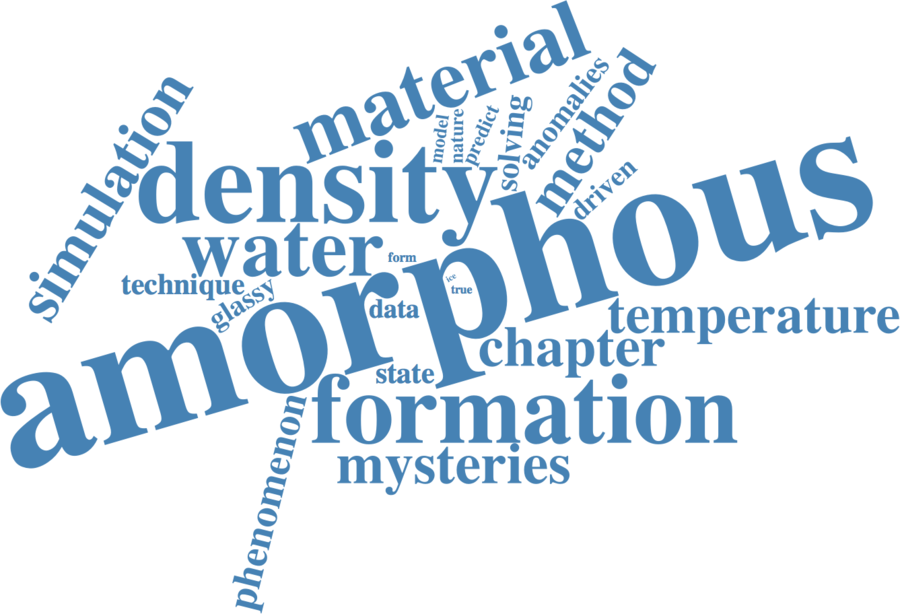 material
simulation
density
model
nature
predict
solving
anomalies
method
driven
water
form
amorphous
technique
glassy
ice
true
data
temperature
chapter
state
formation
mysteries
phenomenon